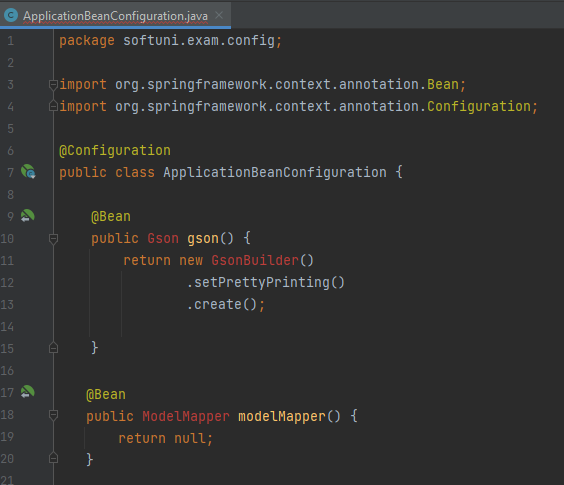 ApplicationBeanConfiguration.java
1 package softuni.exam.config;
2
3 import org.springframework.context.annotation.Bean;
4 import org.springframework.context.annotation.Configuration;
5
6 @Configuration
7 public class ApplicationBeanConfiguration {
8
9 @Bean
10 public Gson gson() {
11 return new GsonBuilder()
12 .setPrettyPrinting()
13 .create();
14
15 }
16
17 @Bean
18 public ModelMapper modelMapper() {
19 return null;
20 }
21